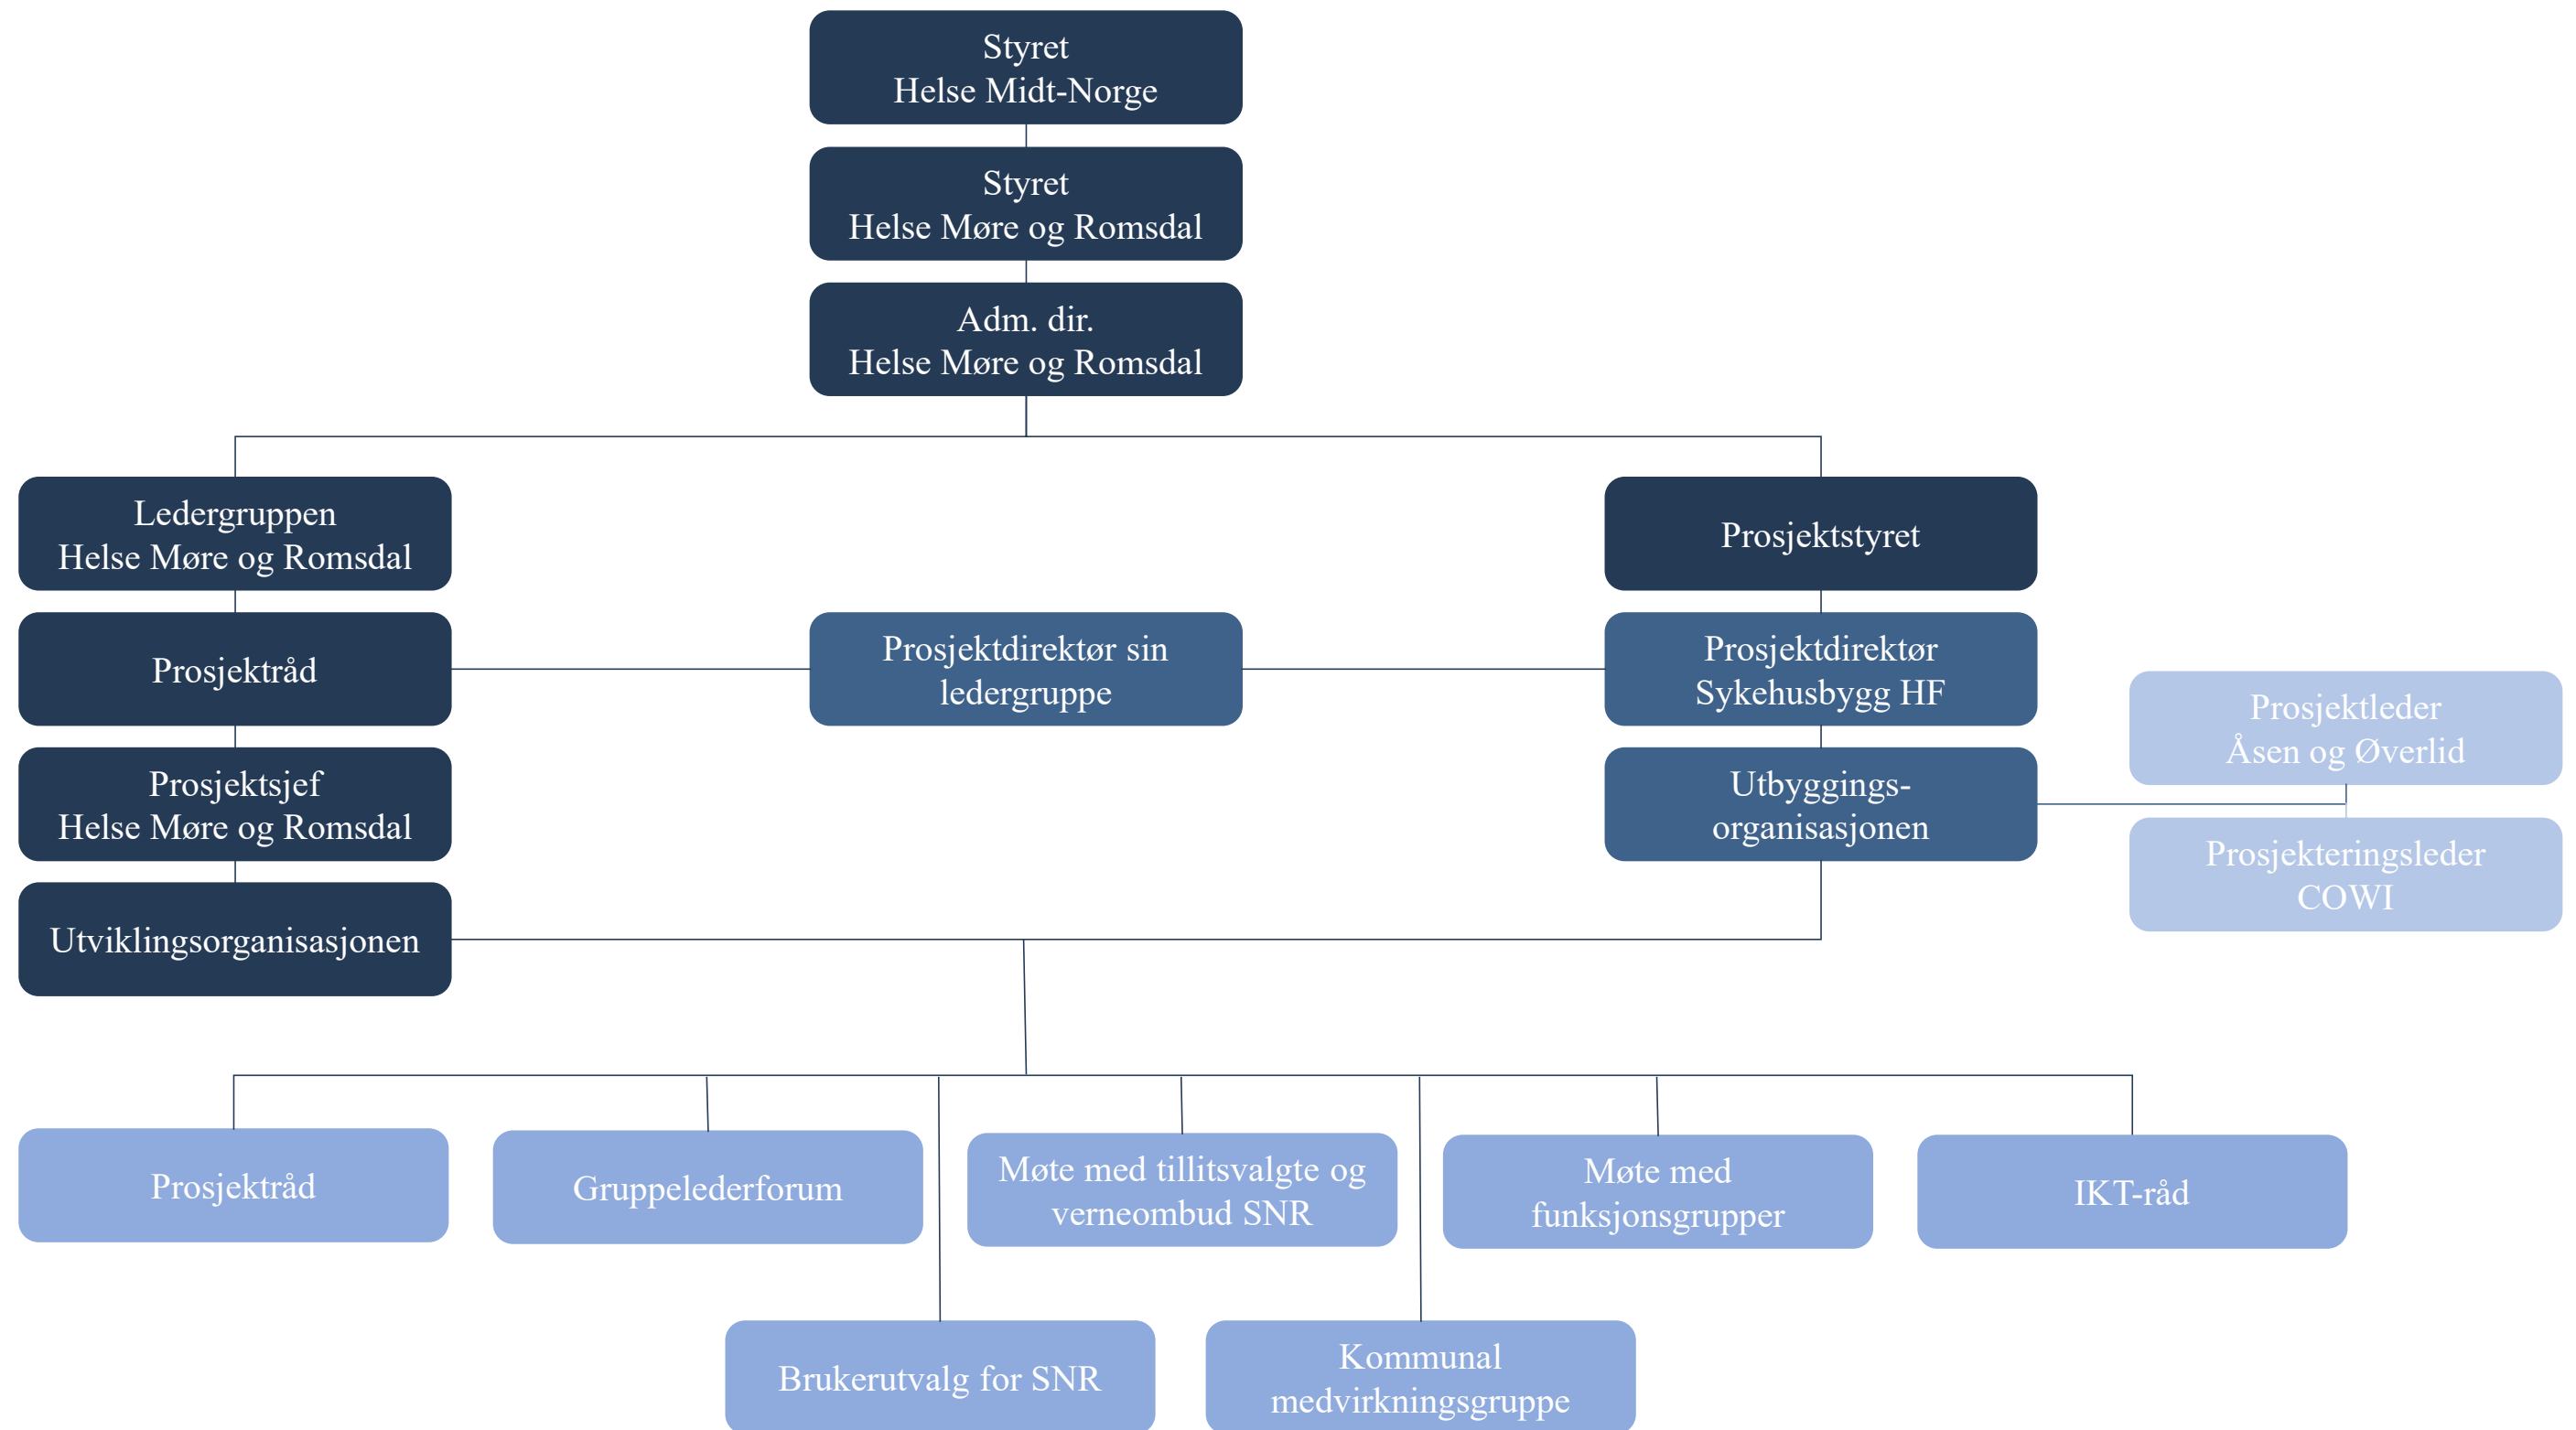 Styret
Helse Midt-Norge
Styret
Helse Møre og Romsdal
Adm. dir.
Helse Møre og Romsdal
Ledergruppen
Helse Møre og Romsdal
Prosjektstyret
Prosjektråd
Prosjektdirektør sin
ledergruppe
Prosjektdirektør
Sykehusbygg HF
Prosjektleder
Åsen og Øverlid
Prosjektsjef
Helse Møre og Romsdal
Utbyggings-
organisasjonen
Prosjekteringsleder
COWI
Utviklingsorganisasjonen
Prosjektråd
Gruppelederforum
Møte med tillitsvalgte og
verneombud SNR
Møte med
funksjonsgrupper
IKT-råd
Brukerutvalg for SNR
Kommunal
medvirkningsgruppe